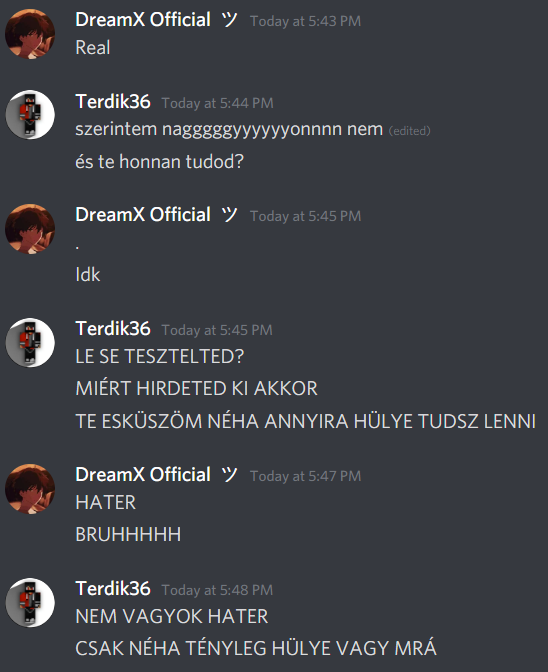 DreamX Official ツ Today at 5:43 PM
Real
Terdik36 Today at 5:44 PM
szerintem nagggggyyyyyyonnnn nem (edited)
és te honnan tudod?
DreamX Official ツ Today at 5:45 PM
.
Idk
Terdik36 Today at 5:45 PM
LE SE TESZTELTED?
MIÉRT HIRDETED KI AKKOR
TE ESKÜSZÖM NÉHA ANNYIRA HÜLYE TUDSZ LENNI
DreamX Official ツ Today at 5:47 PM
HATER
BRUHHHHH
Terdik36 Today at 5:48 PM
NEM VAGYOK HATER
CSAK NÉHA TÉNYLEG HÜLYE VAGY MRÁ